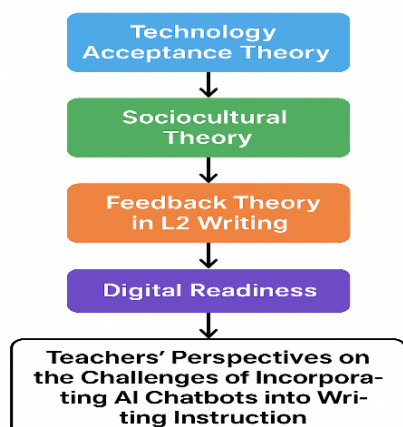 Technology
Acceptance Theory
Sociocultural
Theory
Feedback Theory
in L2 Writing
Digital Readiness
Teachers' Perspectives on
the Challenges of Incorpora-
ting AI Chatbots into Wri-
ting Instruction